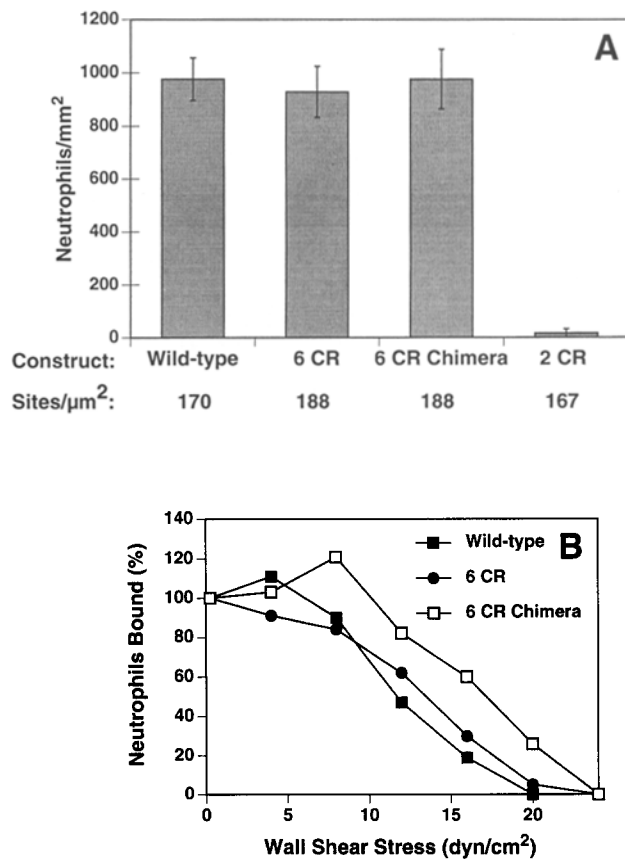 A
1200
1000
800
600
400
200
0
Neutrophils/mm²
Construct: Wild-type 6 CR 6 CR Chimera 2 CR
Sites/µm²: 170 188 188 167
B
140
120
100
80
60
40
20
0
Neutrophils Bound (%)
Wild-type
6 CR
6 CR Chimera
0 5 10 15 20
Wall Shear Stress (dyn/cm²)